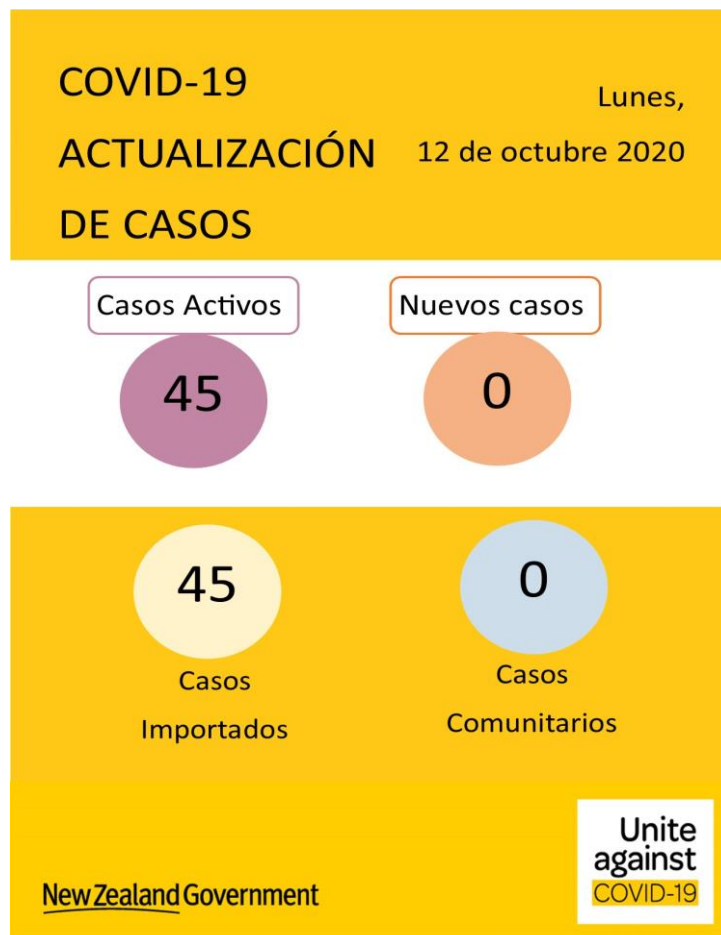 COVID-19
ACTUALIZACIÓN
DE CASOS
Lunes,
12 de octubre 2020
Casos Activos
45
Nuevos casos
0
45
Casos
Importados
0
Casos
Comunitarios
New Zealand Government
Unite
against
COVID-19